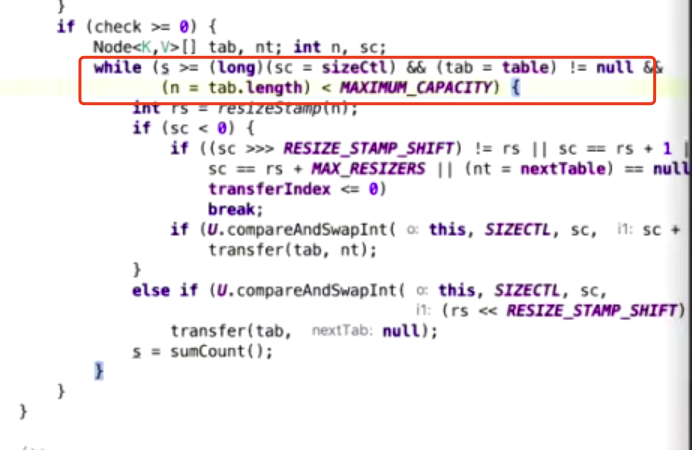 }
if (check >= 0) {
Node<K,V>[] tab, nt; int n, sc;
while (s >= (long)(sc = sizeCtl) && (tab = table) != null &&
(n = tab.length) < MAXIMUM_CAPACITY) {
int rs = resizeStamp(n);
if (sc < 0) {
if ((sc >>> RESIZE_STAMP_SHIFT) != rs || sc == rs + 1 |
sc == rs + MAX_RESIZERS || (nt = nextTable) == null
transferIndex <= 0)
break;
if (U.compareAndSwapInt( o: this, SIZECTL, sc, i1: sc +
transfer(tab, nt);
}
else if (U.compareAndSwapInt( o: this, SIZECTL, sc,
i1: (rs << RESIZE_STAMP_SHIFT)
transfer(tab, nextTab: null);
s = sumCount();
}
}
}